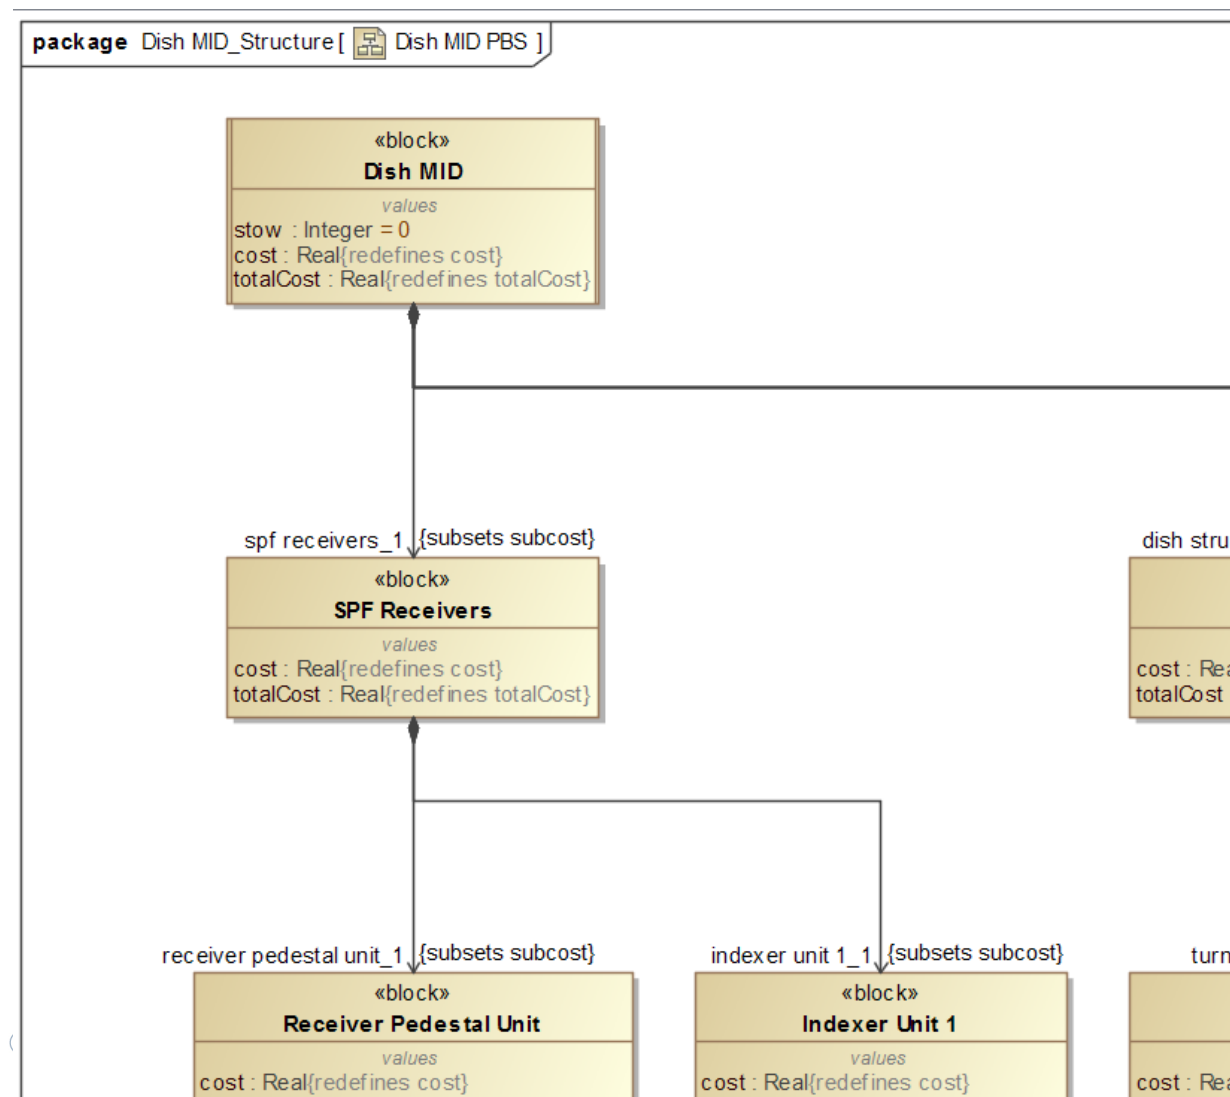 package Dish MID_Structure [ Dish MID PBS ]
«block»
Dish MID
values
stow : Integer = 0
cost : Real{redefines cost}
totalCost : Real{redefines totalCost}
spf receivers_1 {subsets subcost}
dish stru
«block»
SPF Receivers
values
cost : Real{redefines cost}
totalCost : Real{redefines totalCost}
cost : Rea
totalCost
receiver pedestal unit_1 {subsets subcost}
indexer unit 1_1 {subsets subcost}
turn
«block»
Receiver Pedestal Unit
values
cost : Real{redefines cost}
«block»
Indexer Unit 1
values
cost : Real{redefines cost}
cost : Rea